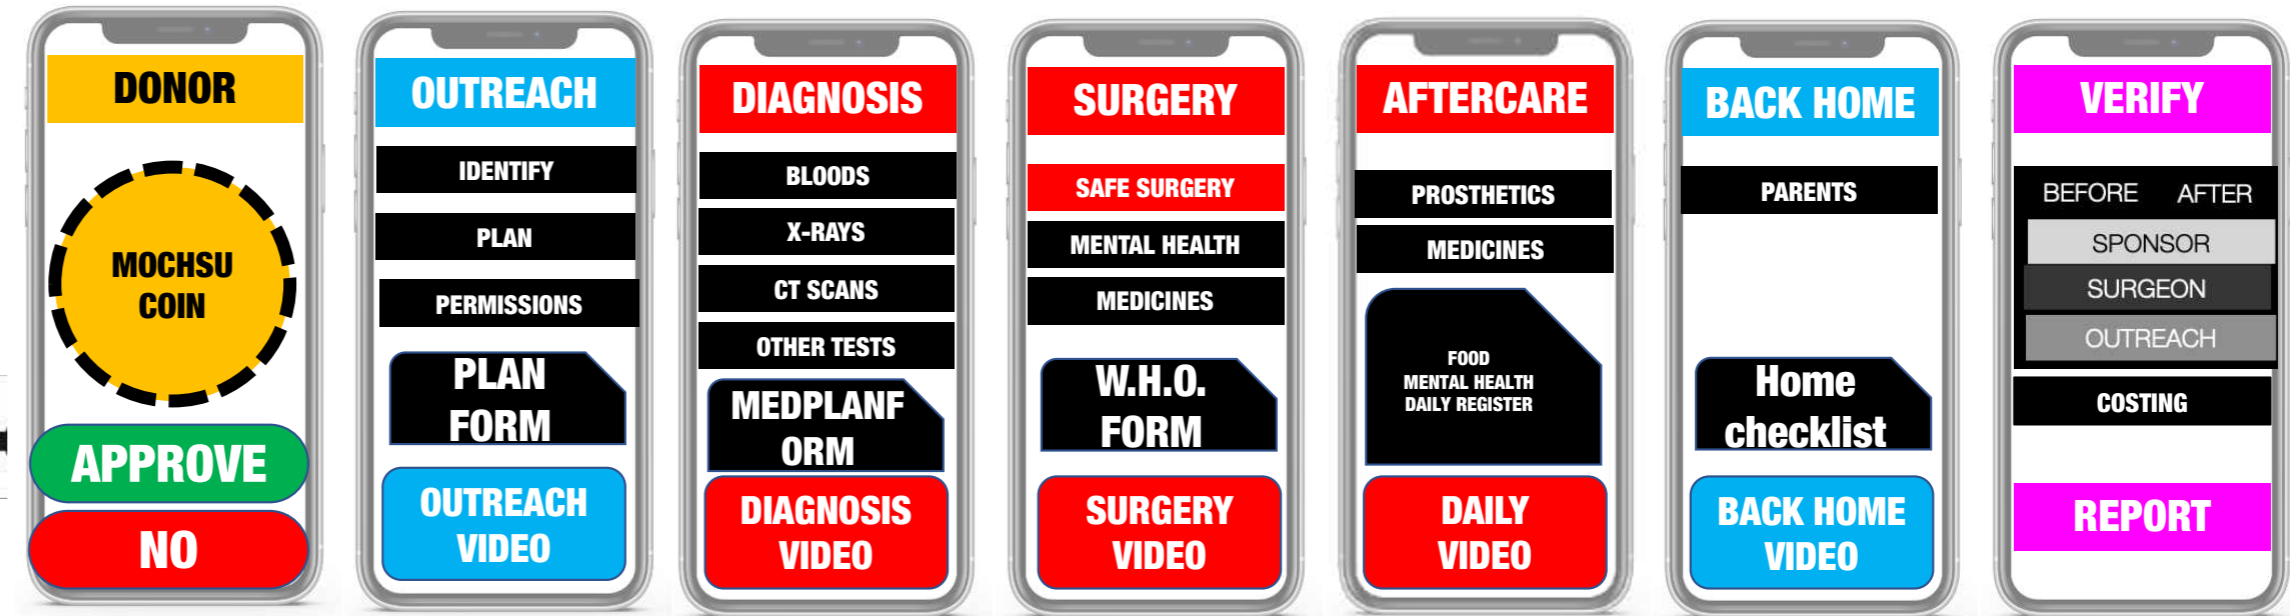 DONOR
MOCHSU
COIN
APPROVE
NO
OUTREACH
IDENTIFY
PLAN
PERMISSIONS
PLAN
FORM
OUTREACH
VIDEO
DIAGNOSIS
BLOODS
X-RAYS
CT SCANS
OTHER TESTS
MEDPLANF
ORM
DIAGNOSIS
VIDEO
SURGERY
SAFE SURGERY
MENTAL HEALTH
MEDICINES
W.H.O.
FORM
SURGERY
VIDEO
AFTERCARE
PROSTHETICS
MEDICINES
FOOD
MENTAL HEALTH
DAILY REGISTER
DAILY
VIDEO
BACK HOME
PARENTS
Home
checklist
BACK HOME
VIDEO
VERIFY
BEFORE AFTER
SPONSOR
SURGEON
OUTREACH
COSTING
REPORT